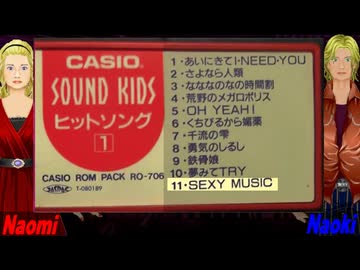 CASIO
SOUND KIDS
ヒットソング
1
CASIO ROM PACK RO-706
T-080189
1・あいにきてI・NEED・YOU
2・さよなら人類
3・なななのなの時間割
4・荒野のメガロポリス
5・OH YEAH!
6・くちびるから媚薬
7・千流の雫
8・勇気のしるし
9・鉄骨娘
10・夢みてTRY
11・SEXY MUSIC
Naomi
Naoki